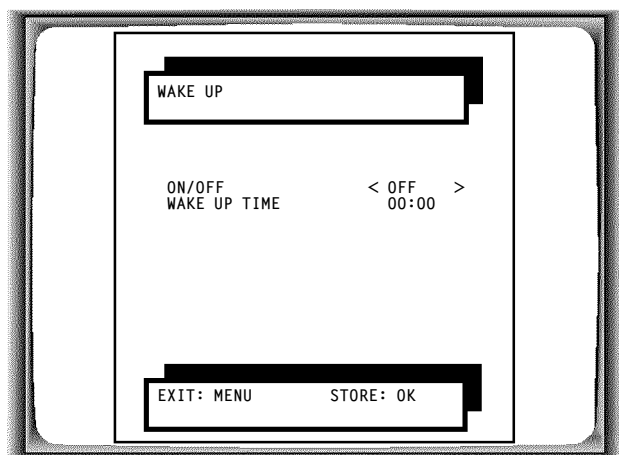 WAKE UP
ON/OFF < OFF >
WAKE UP TIME 00:00
EXIT: MENU STORE: OK